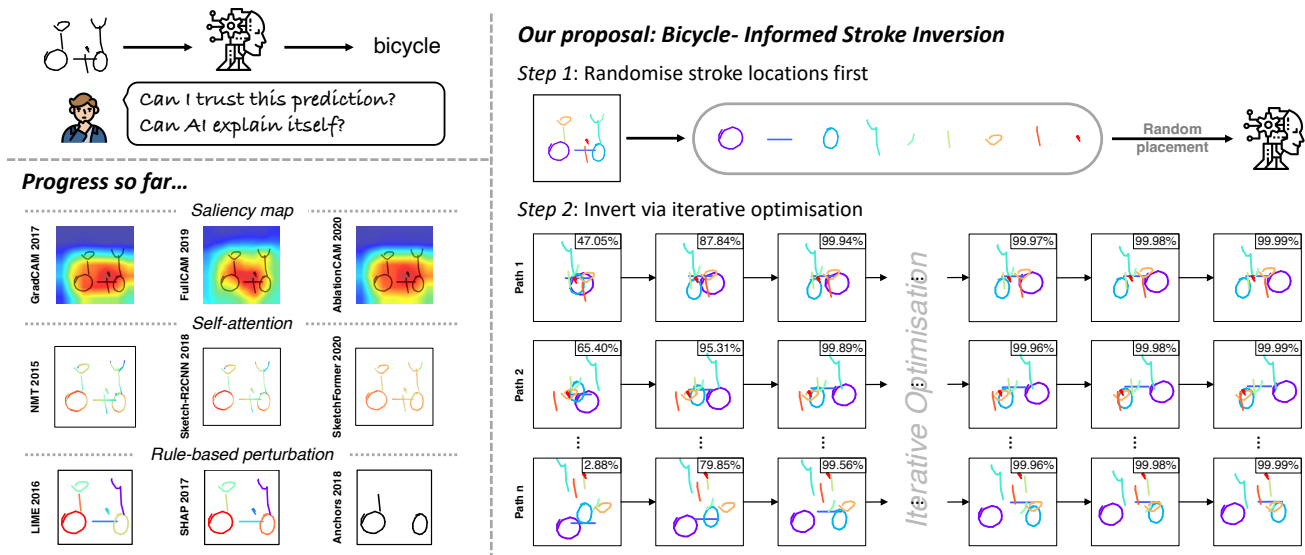 bicycle
Can I trust this prediction?
Can AI explain itself?
Progress so far...
Saliency map
GradCAM 2017
FullCAM 2019
AblationCAM 2020
Self-attention
NMT 2015
Sketch-R2CNN 2018
SketchFormer 2020
Rule-based perturbation
LIME 2016
SHAP 2017
Anchors 2018
Our proposal: Bicycle- Informed Stroke Inversion
Step 1: Randomise stroke locations first
Random
placement
Step 2: Invert via iterative optimisation
Path 1
47.05%
87.84%
99.94%
...
99.97%
99.98%
99.99%
Path 2
65.40%
95.31%
99.89%
...
99.96%
99.98%
99.99%
... ... ... ... ... ...
Path n
2.88%
79.85%
99.56%
...
99.96%
99.98%
99.99%
Iterative Optimisation